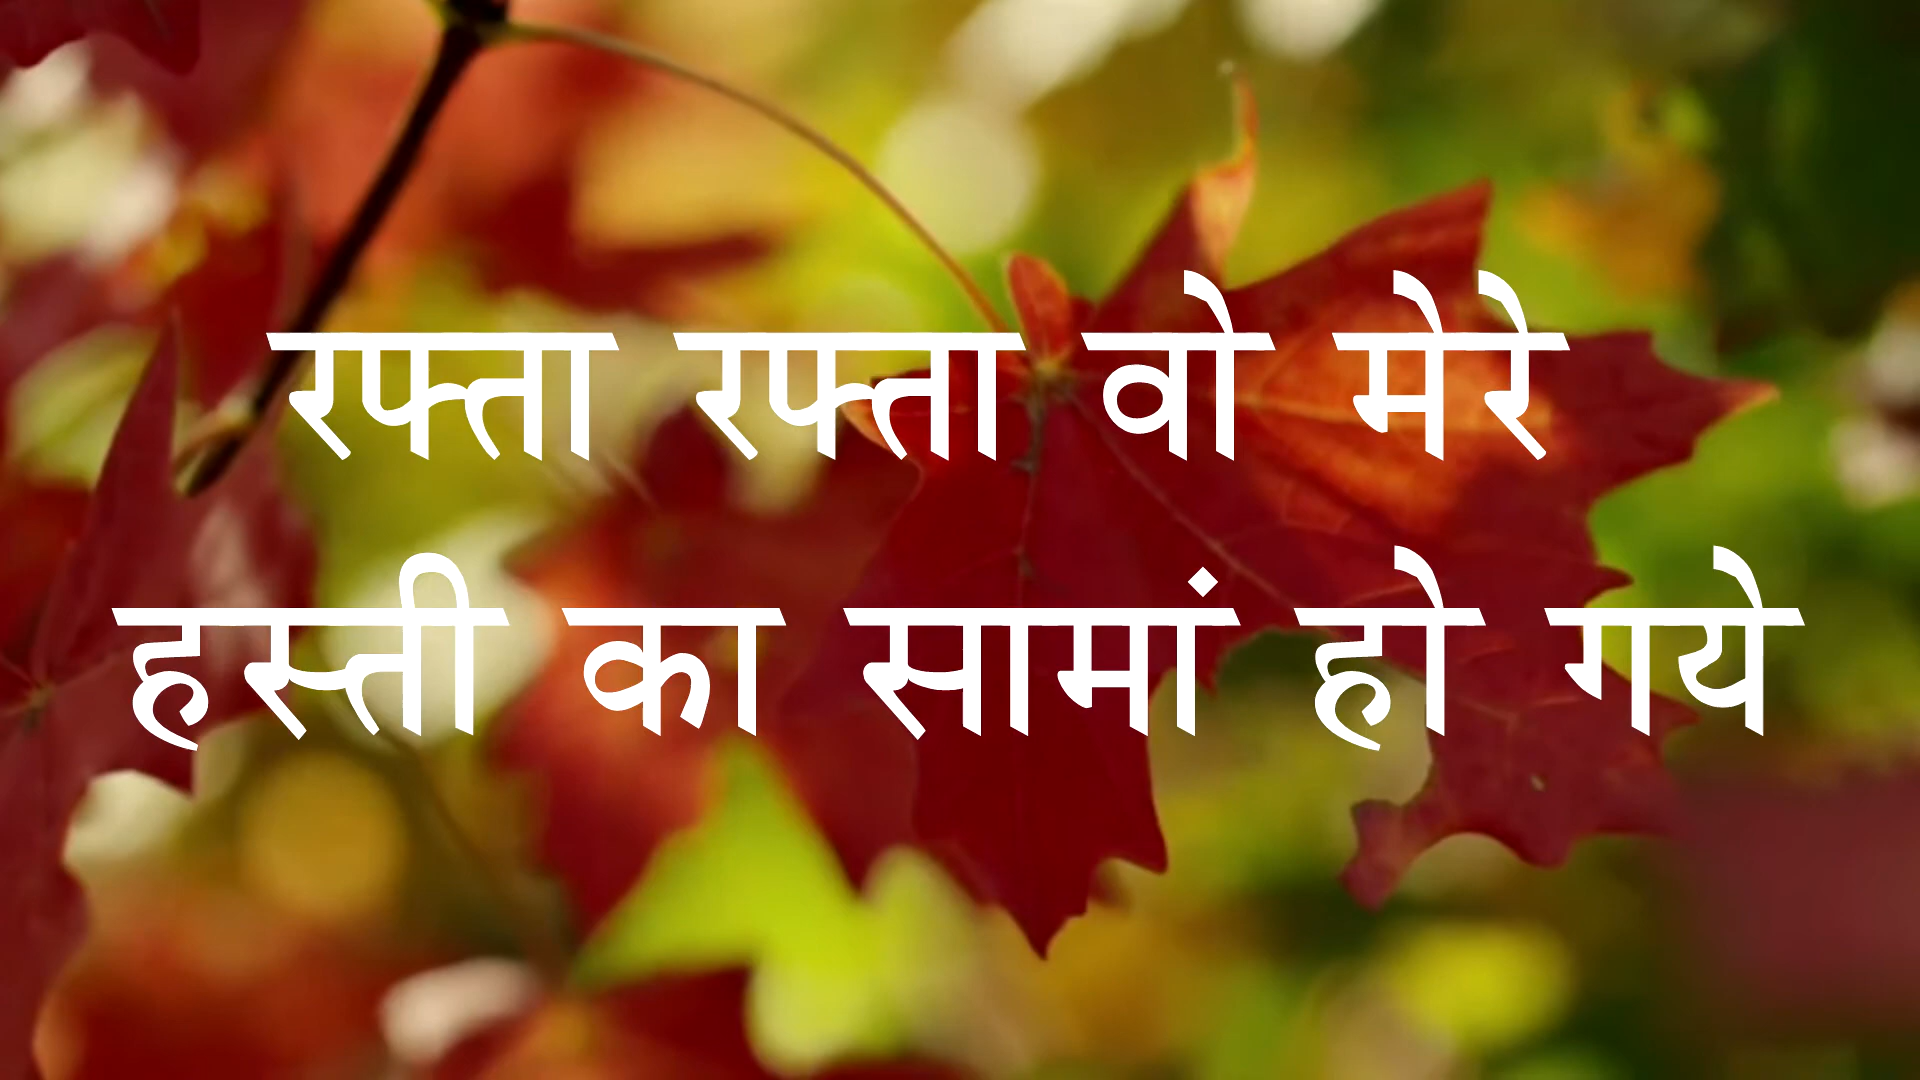 रफ्ता रफ्ता वो मेरे
हस्ती का सामां हो गये